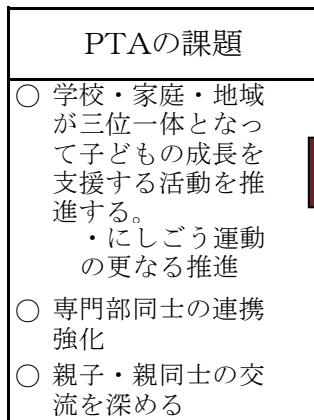 PTAの課題
○ 学校・家庭・地域
が三位一体となっ
て子どもの成長を
支援する活動を推
進する。
・にしごう運動
の更なる推進
○ 専門部同士の連携
強化
○ 親子・親同士の交
流を深める